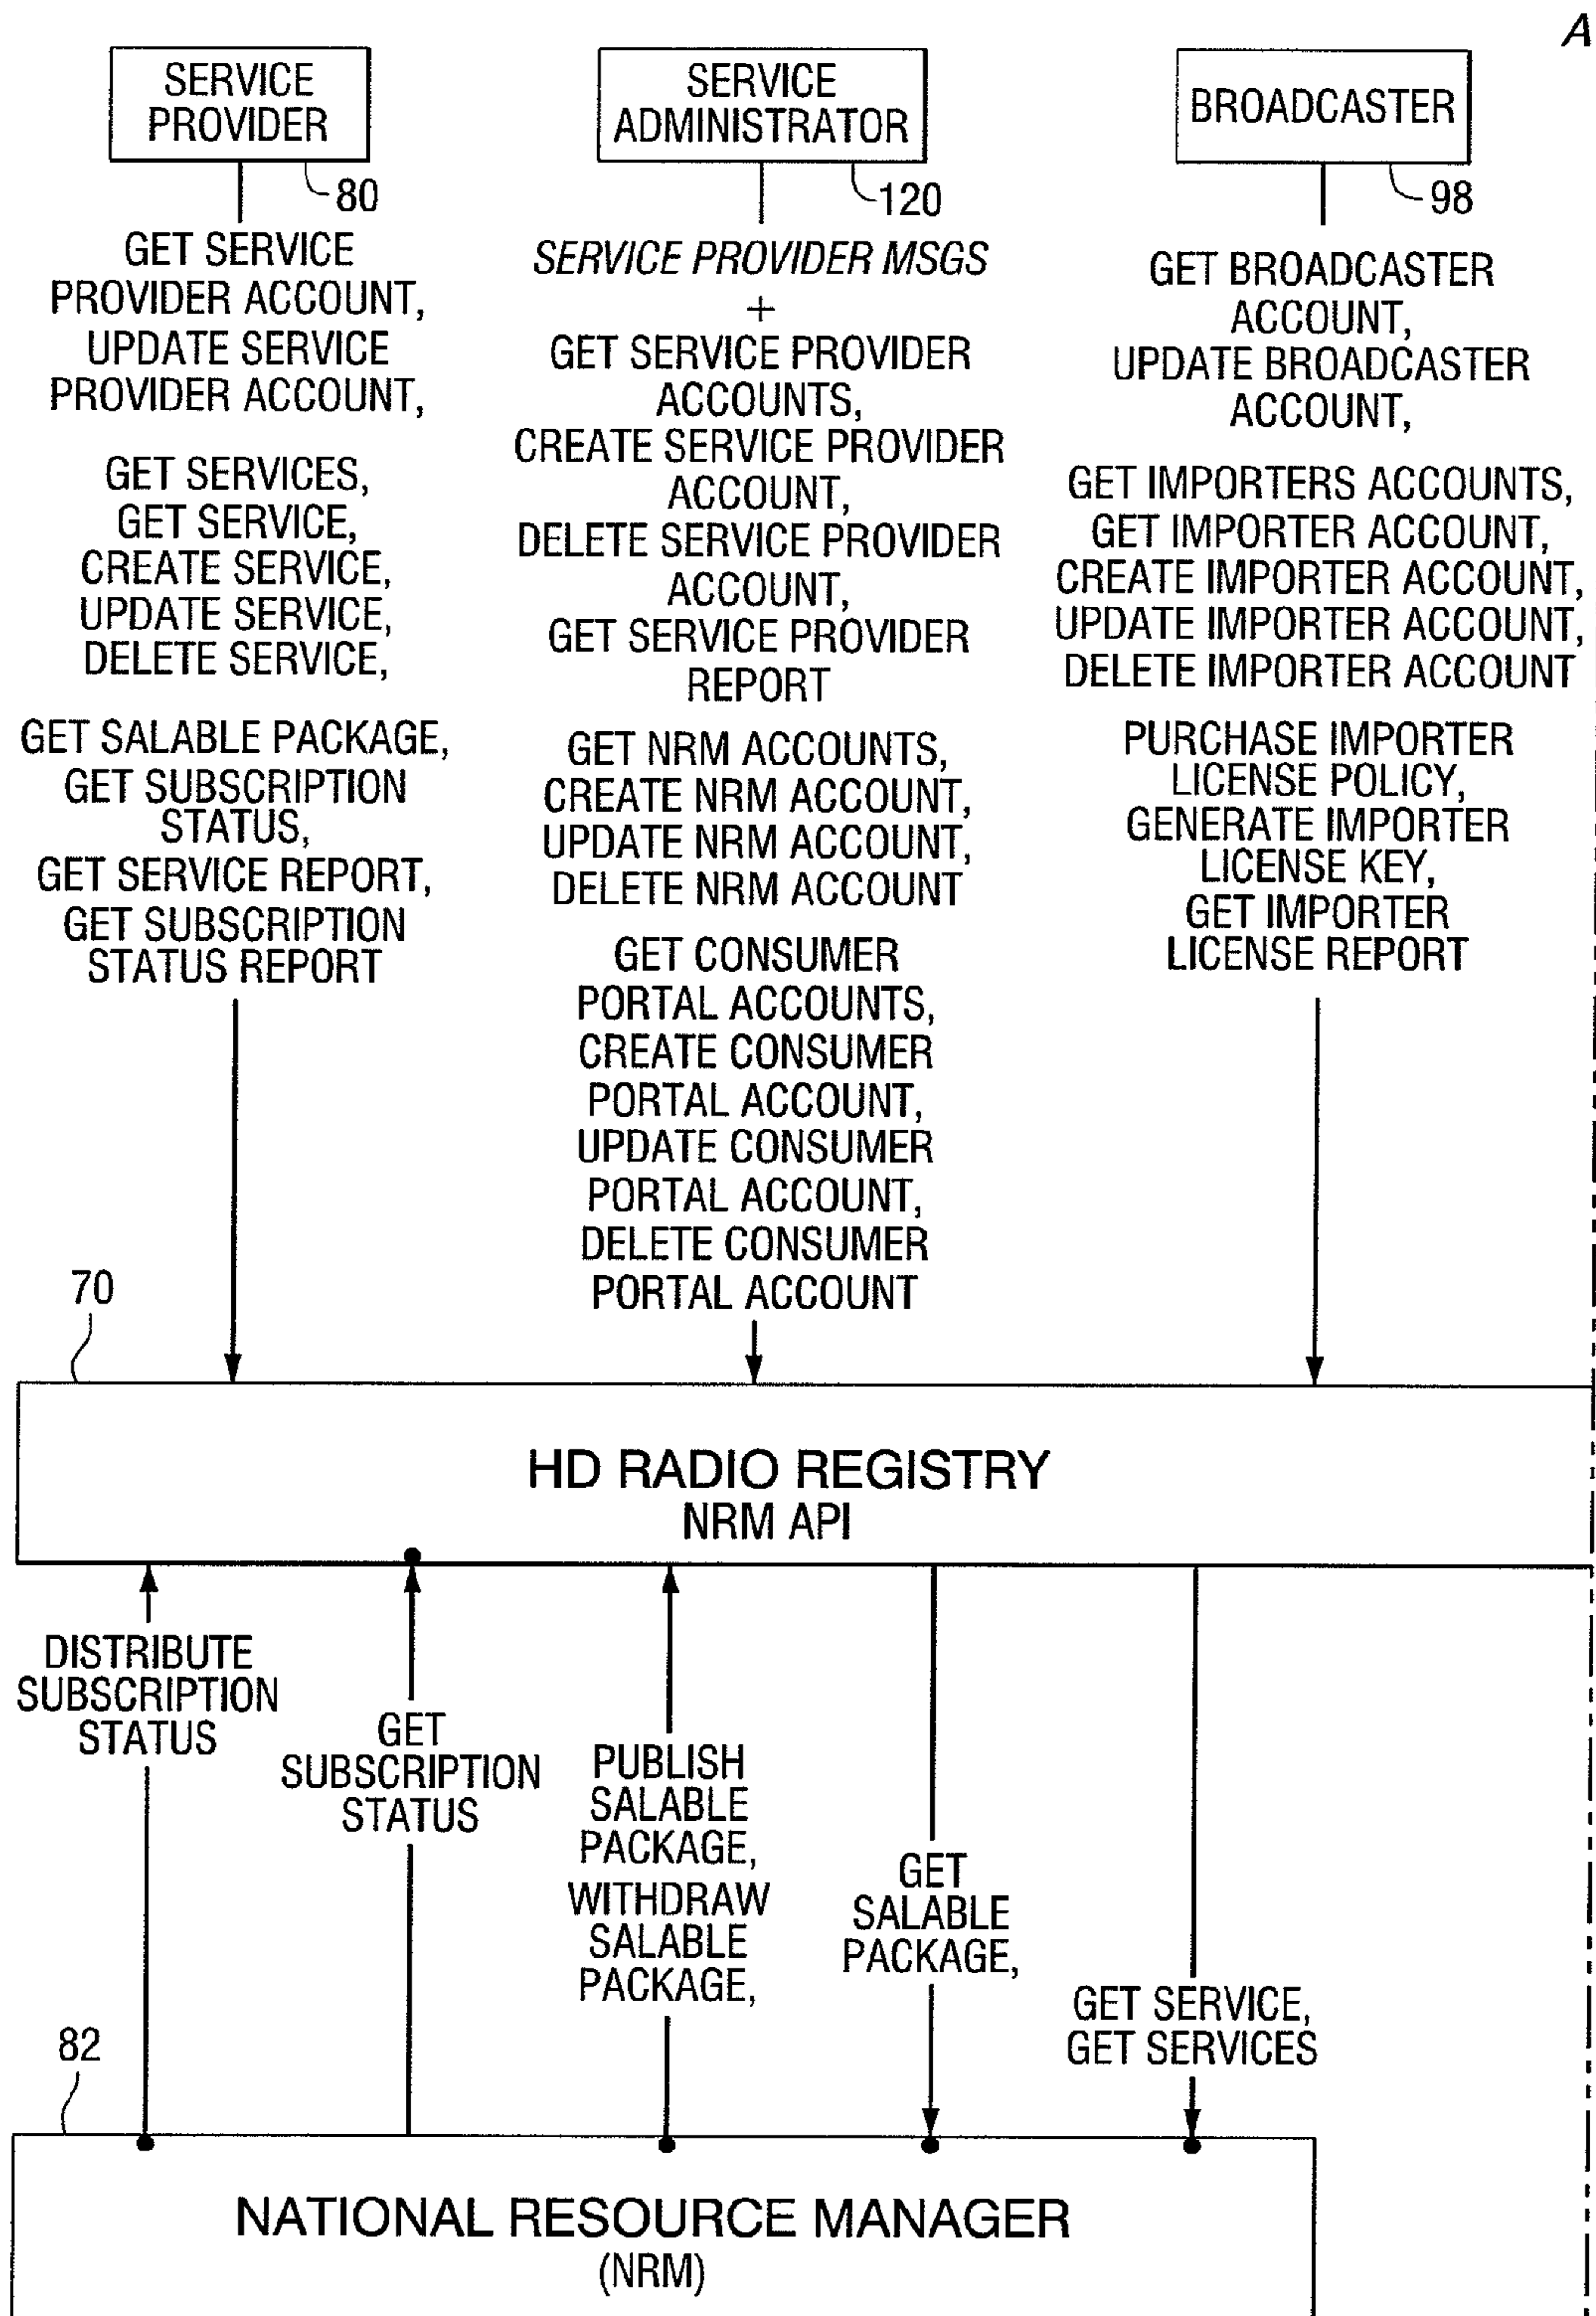 A
SERVICE
PROVIDER
80
GET SERVICE
PROVIDER ACCOUNT,
UPDATE SERVICE
PROVIDER ACCOUNT,
GET SERVICES,
GET SERVICE,
CREATE SERVICE,
UPDATE SERVICE,
DELETE SERVICE,
GET SALABLE PACKAGE,
GET SUBSCRIPTION
STATUS,
GET SERVICE REPORT,
GET SUBSCRIPTION
STATUS REPORT
SERVICE
ADMINISTRATOR
120
SERVICE PROVIDER MSGS
+
GET SERVICE PROVIDER
ACCOUNTS,
CREATE SERVICE PROVIDER
ACCOUNT,
DELETE SERVICE PROVIDER
ACCOUNT,
GET SERVICE PROVIDER
REPORT
GET NRM ACCOUNTS,
CREATE NRM ACCOUNT,
UPDATE NRM ACCOUNT,
DELETE NRM ACCOUNT
GET CONSUMER
PORTAL ACCOUNTS,
CREATE CONSUMER
PORTAL ACCOUNT,
UPDATE CONSUMER
PORTAL ACCOUNT,
DELETE CONSUMER
PORTAL ACCOUNT
BROADCASTER
98
GET BROADCASTER
ACCOUNT,
UPDATE BROADCASTER
ACCOUNT,
GET IMPORTERS ACCOUNTS,
GET IMPORTER ACCOUNT,
CREATE IMPORTER ACCOUNT,
UPDATE IMPORTER ACCOUNT,
DELETE IMPORTER ACCOUNT
PURCHASE IMPORTER
LICENSE POLICY,
GENERATE IMPORTER
LICENSE KEY,
GET IMPORTER
LICENSE REPORT
70
HD RADIO REGISTRY
NRM API
DISTRIBUTE
SUBSCRIPTION
STATUS
GET
SUBSCRIPTION
STATUS
PUBLISH
SALABLE
PACKAGE,
WITHDRAW
SALABLE
PACKAGE,
GET
SALABLE
PACKAGE,
GET SERVICE,
GET SERVICES
82
NATIONAL RESOURCE MANAGER
(NRM)